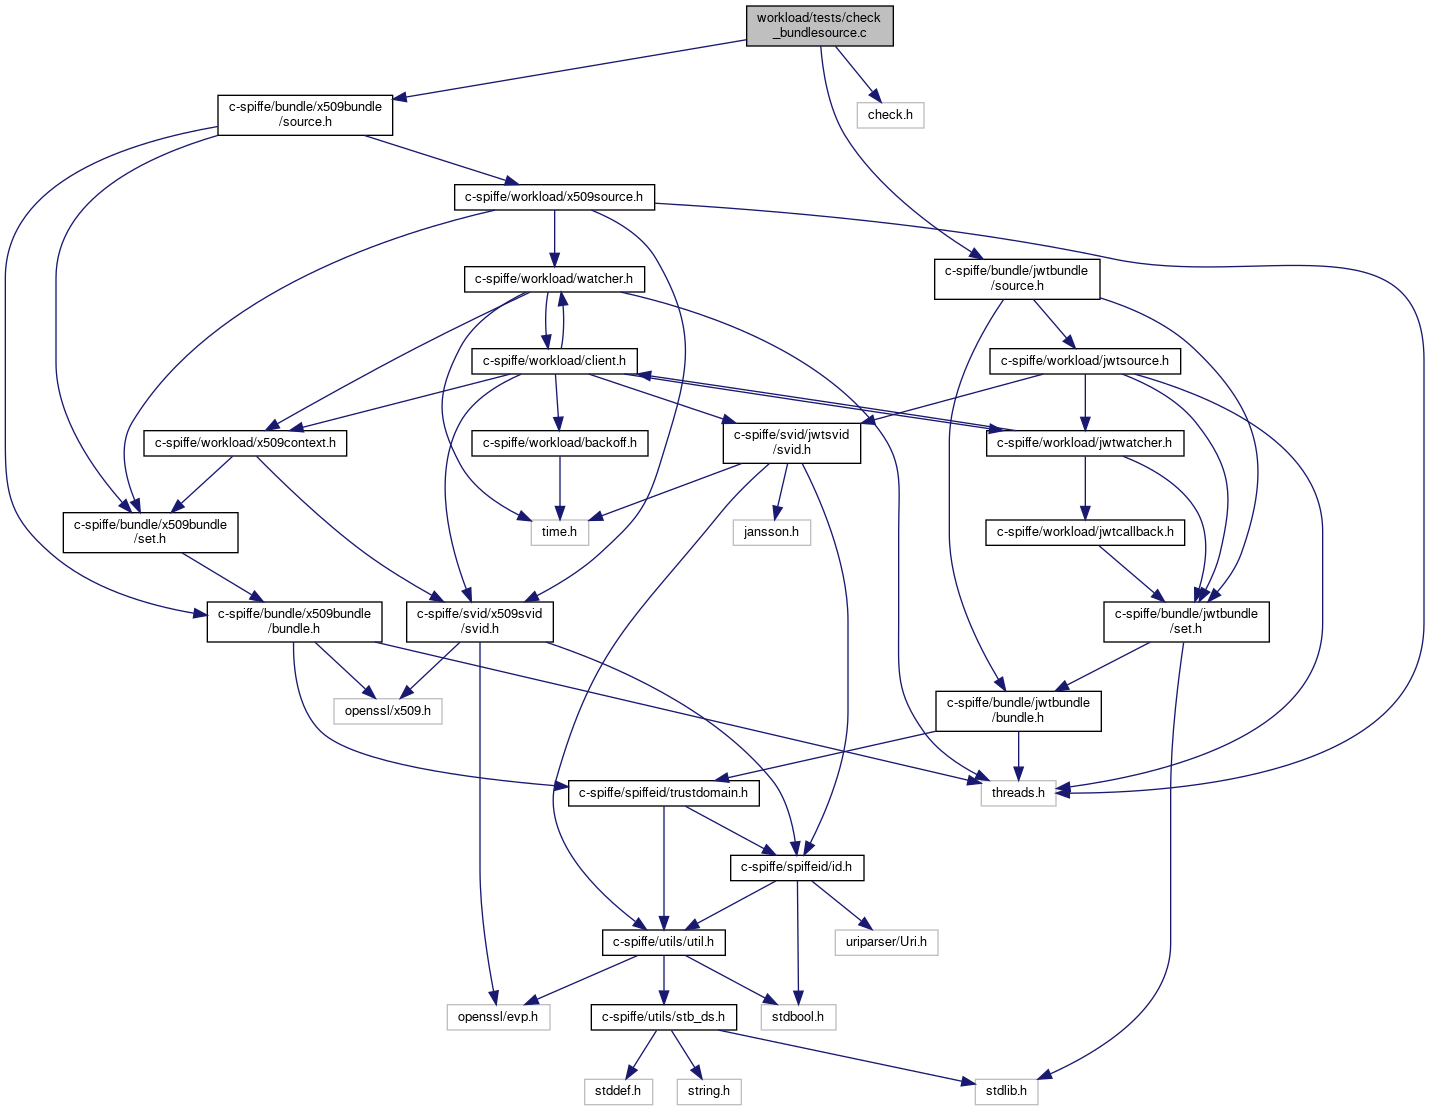 workload/tests/check
_bundlesource.c
c-spiffe/bundle/x509bundle
/source.h
check.h
c-spiffe/workload/x509source.h
c-spiffe/workload/watcher.h
c-spiffe/bundle/jwtbundle
/source.h
c-spiffe/workload/client.h
c-spiffe/workload/jwtsource.h
c-spiffe/workload/x509context.h
c-spiffe/workload/backoff.h
c-spiffe/svid/jwtsvid
/svid.h
c-spiffe/workload/jwtwatcher.h
c-spiffe/bundle/x509bundle
/set.h
time.h
jansson.h
c-spiffe/workload/jwtcallback.h
c-spiffe/bundle/x509bundle
/bundle.h
c-spiffe/svid/x509svid
/svid.h
c-spiffe/bundle/jwtbundle
/set.h
openssl/x509.h
c-spiffe/bundle/jwtbundle
/bundle.h
c-spiffe/spiffeid/trustdomain.h
threads.h
c-spiffe/spiffeid/id.h
c-spiffe/utils/util.h
uriparser/Uri.h
openssl/evp.h
c-spiffe/utils/stb_ds.h
stdbool.h
stddef.h
string.h
stdlib.h